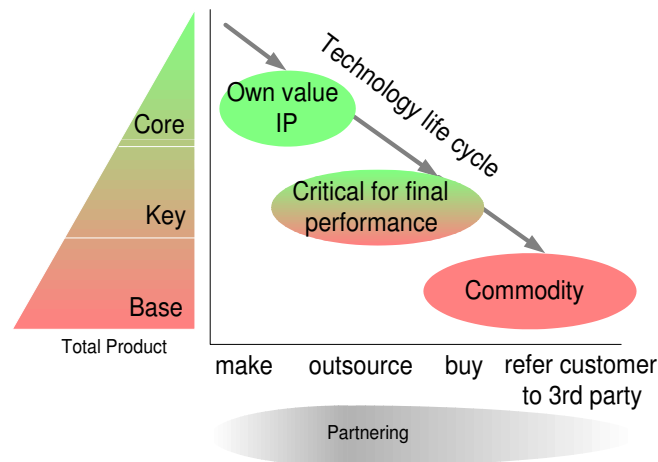 Core
Key
Base
Total Product
Own value
IP
Technology life cycle
Critical for final
performance
Commodity
make outsource buy refer customer
to 3rd party
Partnering